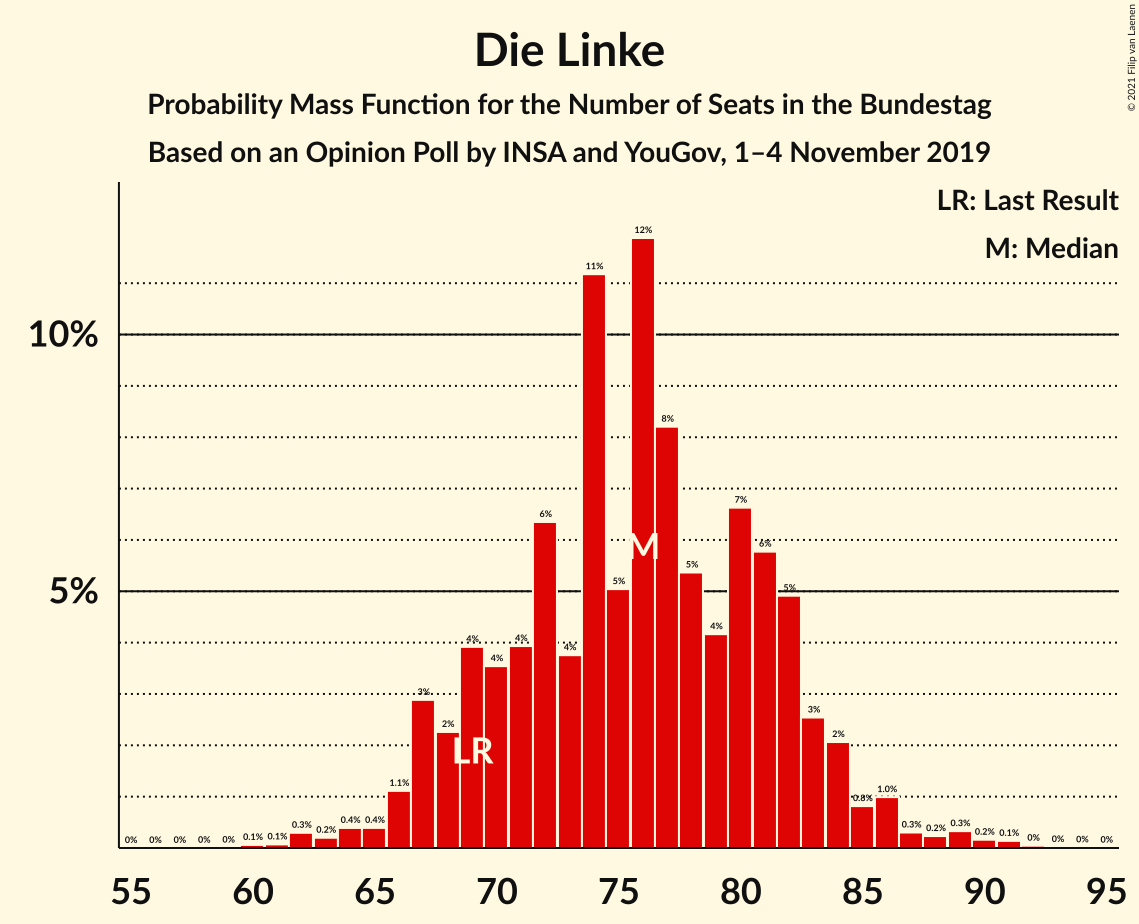 Die Linke
Probability Mass Function for the Number of Seats in the Bundestag
Based on an Opinion Poll by INSA and YouGov, 1–4 November 2019
© 2021 Filip van Laenen
LR: Last Result
M: Median
10%
5%
0% 0% 0% 0% 0% 0.1% 0.1% 0.3% 0.2% 0.4% 0.4% 1.1% 3% 2% 4% 4% 4% 6% 4% 11% 5% 12% 8% 5% 4% 7% 6% 5% 3% 2% 0.8% 1.0% 0.3% 0.2% 0.3% 0.2% 0.1% 0% 0% 0% 0%
M
LR
55 60 65 70 75 80 85 90 95